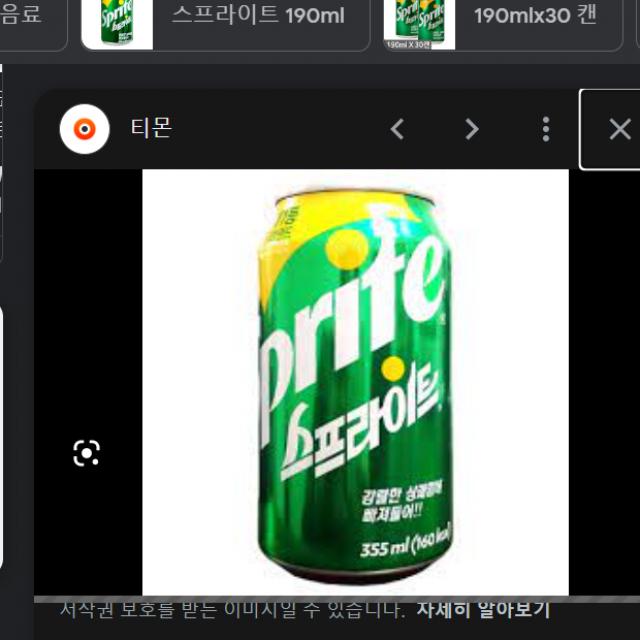 음료
스프라이트 190ml
190mlx30 캔
190ml X 30캔
티몬
Sprite
스프라이트
강렬한 상쾌함에
빠져들어!!
355 ml (160 kcal)
저작권 보호를 받는 이미지일 수 있습니다. 자세히 알아보기